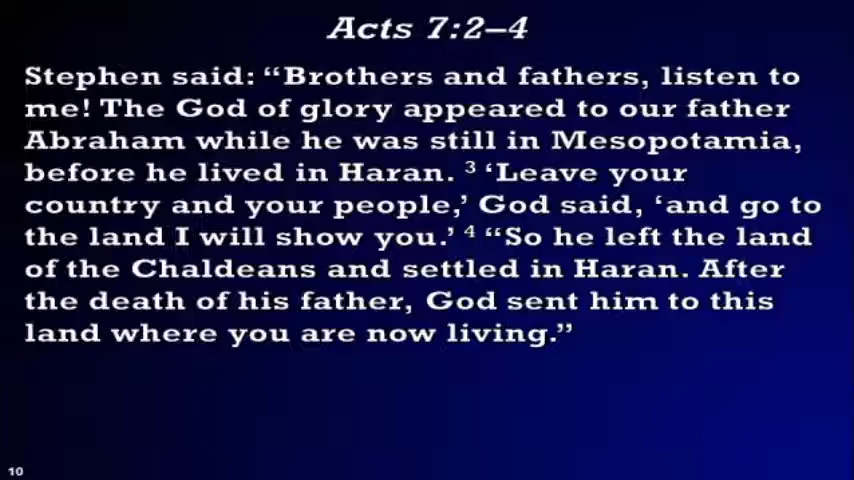 Acts 7:2–4
Stephen said: “Brothers and fathers, listen to
me! The God of glory appeared to our father
Abraham while he was still in Mesopotamia,
before he lived in Haran. ³ ‘Leave your
country and your people,’ God said, ‘and go to
the land I will show you.’ ⁴ “So he left the land
of the Chaldeans and settled in Haran. After
the death of his father, God sent him to this
land where you are now living.”
10